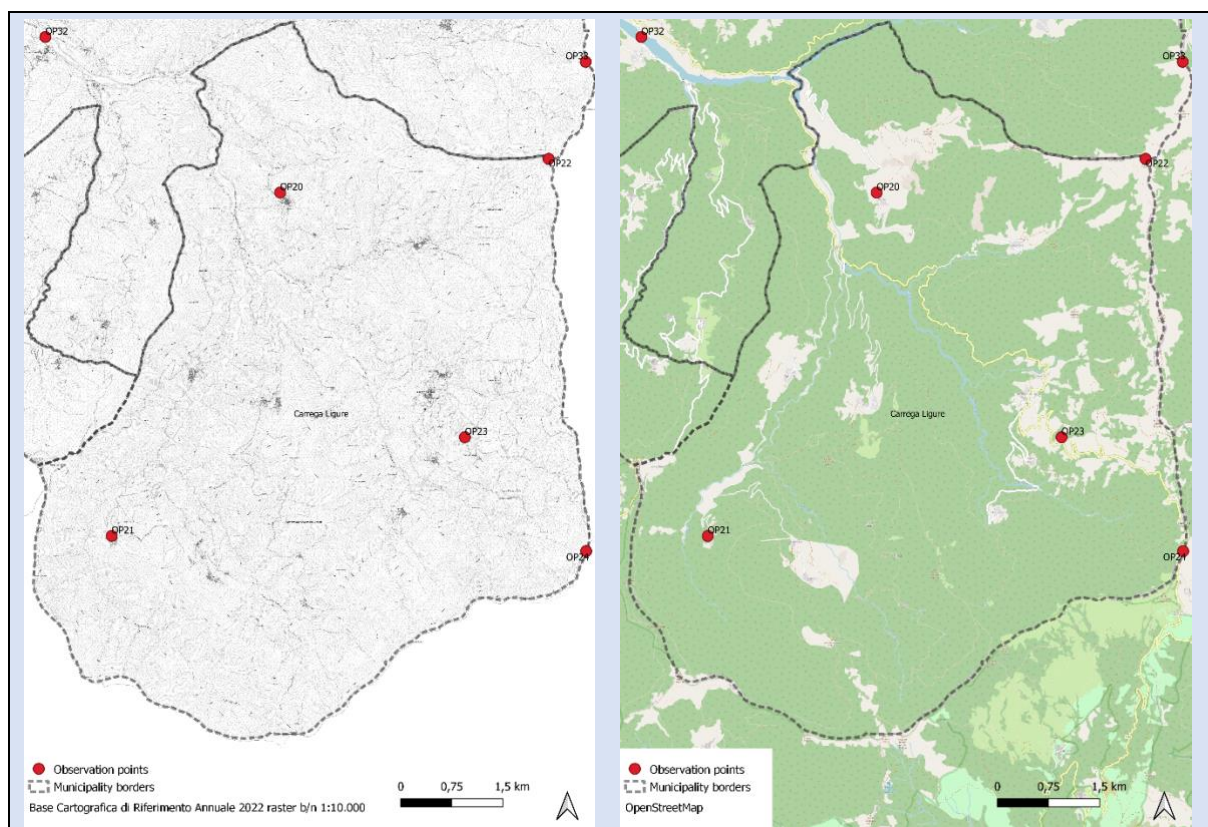 OP32
OP33
OP22
OP20
Carrega Ligure
OP23
OP21
OP24
Observation points
Municipality borders
Base Cartografica di Riferimento Annuale 2022 raster b/n 1:10.000
0 0,75 1,5 km
OP32
OP33
OP22
OP20
Carrega Ligure
OP23
OP21
OP24
Observation points
Municipality borders
OpenStreetMap
0 0,75 1,5 km